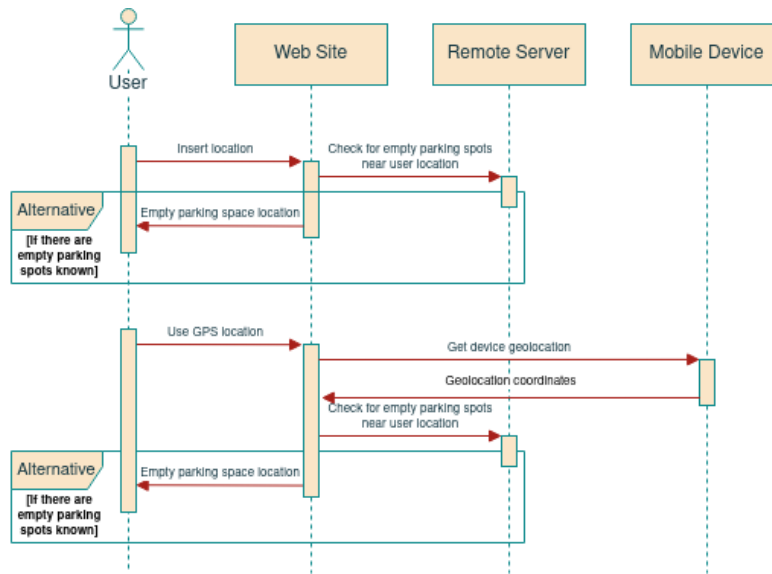 User
Web Site
Remote Server
Mobile Device
Insert location
Check for empty parking spots
near user location
Alternative
Empty parking space location
[If there are
empty parking
spots known]
Use GPS location
Get device geolocation
Geolocation coordinates
Check for empty parking spots
near user location
Alternative
Empty parking space location
[If there are
empty parking
spots known]